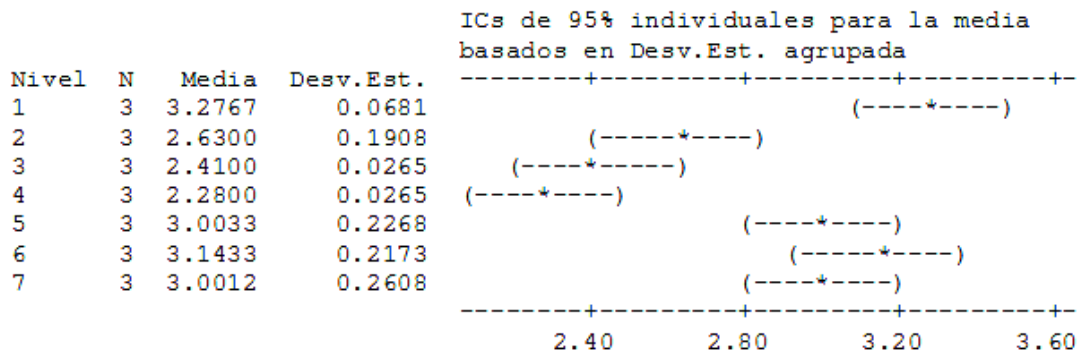 ICs de 95% individuales para la media
basados en Desv.Est. agrupada
Nivel  N   Media  Desv.Est.  --------+---------+---------+---------+-
1      3  3.2767     0.0681                           (----*----)
2      3  2.6300     0.1908          (-----*----)
3      3  2.4100     0.0265     (----*-----)
4      3  2.2800     0.0265  (----*----)
5      3  3.0033     0.2268                    (----*----)
6      3  3.1433     0.2173                       (-----*----)
7      3  3.0012     0.2608                    (----*----)
--------+---------+---------+---------+-
2.40      2.80      3.20      3.60